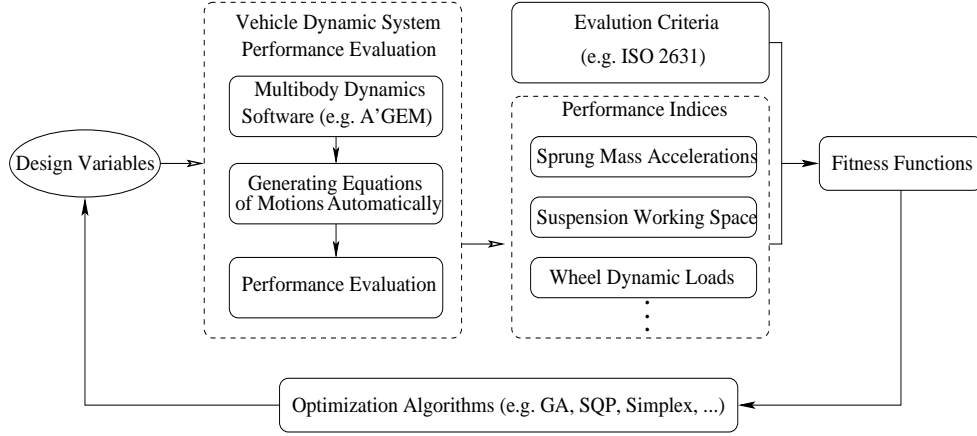 Vehicle Dynamic System
Performance Evaluation
Multibody Dynamics
Software (e.g. A’GEM)
Generating Equations
of Motions Automatically
Performance Evaluation
Design Variables
Evalution Criteria
(e.g. ISO 2631)
Performance Indices
Sprung Mass Accelerations
Suspension Working Space
Wheel Dynamic Loads
Fitness Functions
Optimization Algorithms (e.g. GA, SQP, Simplex, ...)